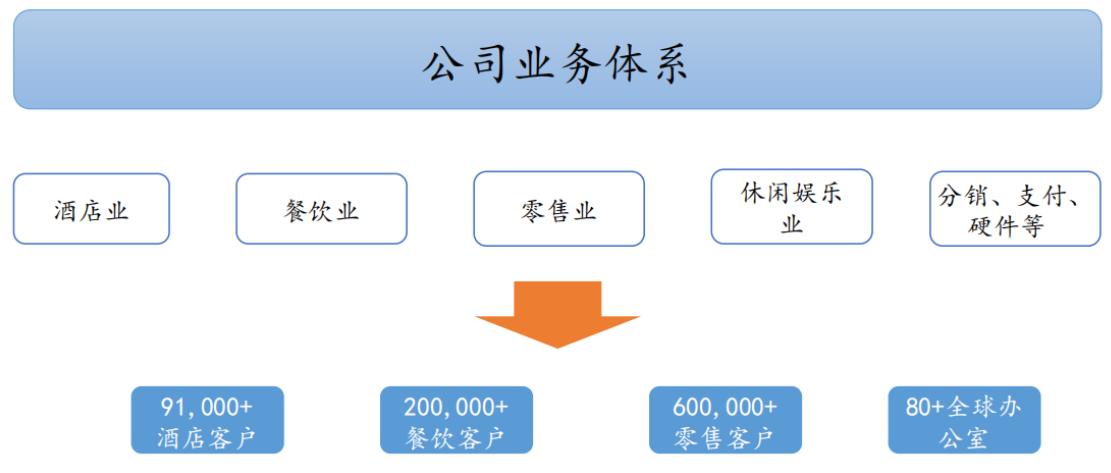 公司业务体系
酒店业
餐饮业
零售业
休闲娱乐
业
分销、支付、
硬件等
91,000+
酒店客户
200,000+
餐饮客户
600,000+
零售客户
80+全球办
公室